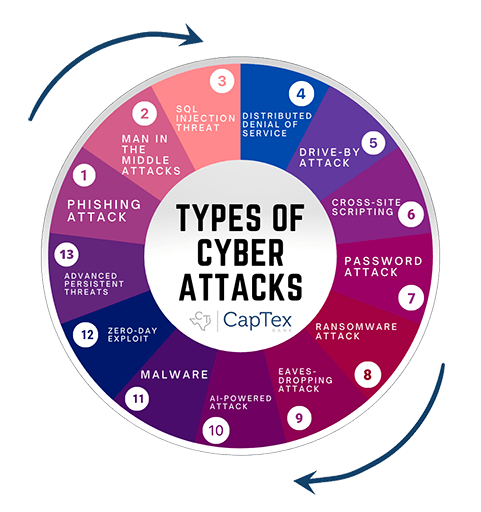 TYPES OF
CYBER
ATTACKS
CT
CapTex
BANK
1
PHISHING
ATTACK
2
MAN IN
THE
MIDDLE
ATTACKS
3
SQL
INJECTION
THREAT
4
DISTRIBUTED
DENIAL OF
SERVICE
5
DRIVE-BY
ATTACK
6
CROSS-SITE
SCRIPTING
7
PASSWORD
ATTACK
8
RANSOMWARE
ATTACK
9
EAVES-
DROPPING
ATTACK
10
AI-POWERED
ATTACK
11
MALWARE
12
ZERO-DAY
EXPLOIT
13
ADVANCED
PERSISTENT
THREATS